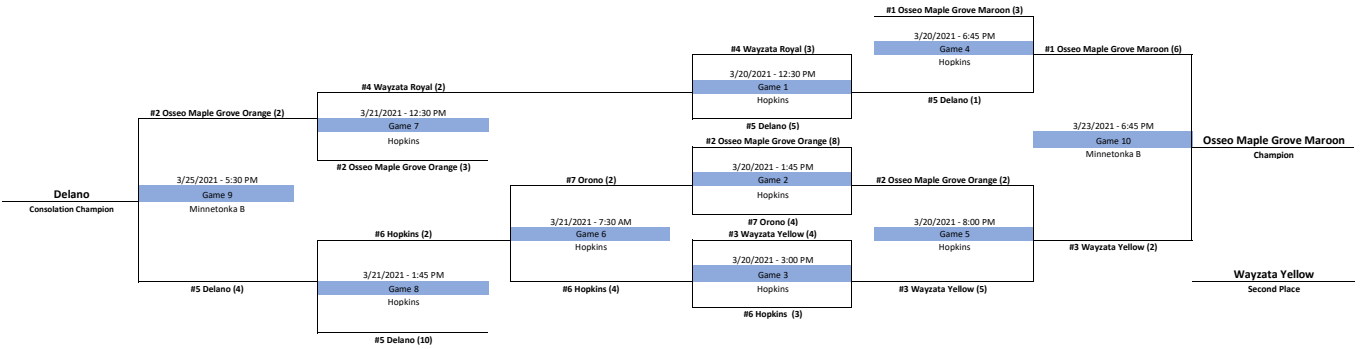 #1 Osseo Maple Grove Maroon (3)
3/20/2021 - 6:45 PM
#4 Wayzata Royal (3)
Game 4
#1 Osseo Maple Grove Maroon (6)
Hopkins
3/20/2021 - 12:30 PM
#4 Wayzata Royal (2)
Game 1
Hopkins
#5 Delano (1)
#2 Osseo Maple Grove Orange (2)
3/21/2021 - 12:30 PM
Game 7
#5 Delano (5)
3/23/2021 - 6:45 PM
Hopkins
#2 Osseo Maple Grove Orange (8)
Game 10
Osseo Maple Grove Maroon
Minnetonka B
Champion
#2 Osseo Maple Grove Orange (3)
3/20/2021 - 1:45 PM
3/25/2021 - 5:30 PM
#7 Orono (2)
Game 2
#2 Osseo Maple Grove Orange (2)
Delano
Game 9
Hopkins
Consolation Champion
Minnetonka B
3/21/2021 - 7:30 AM
#7 Orono (4)
3/20/2021 - 8:00 PM
#6 Hopkins (2)
Game 6
#3 Wayzata Yellow (4)
Game 5
Hopkins
Hopkins
#3 Wayzata Yellow (2)
3/20/2021 - 3:00 PM
3/21/2021 - 1:45 PM
Game 3
Wayzata Yellow
#5 Delano (4)
Game 8
#6 Hopkins (4)
Hopkins
#3 Wayzata Yellow (5)
Second Place
Hopkins
#6 Hopkins (3)
#5 Delano (10)